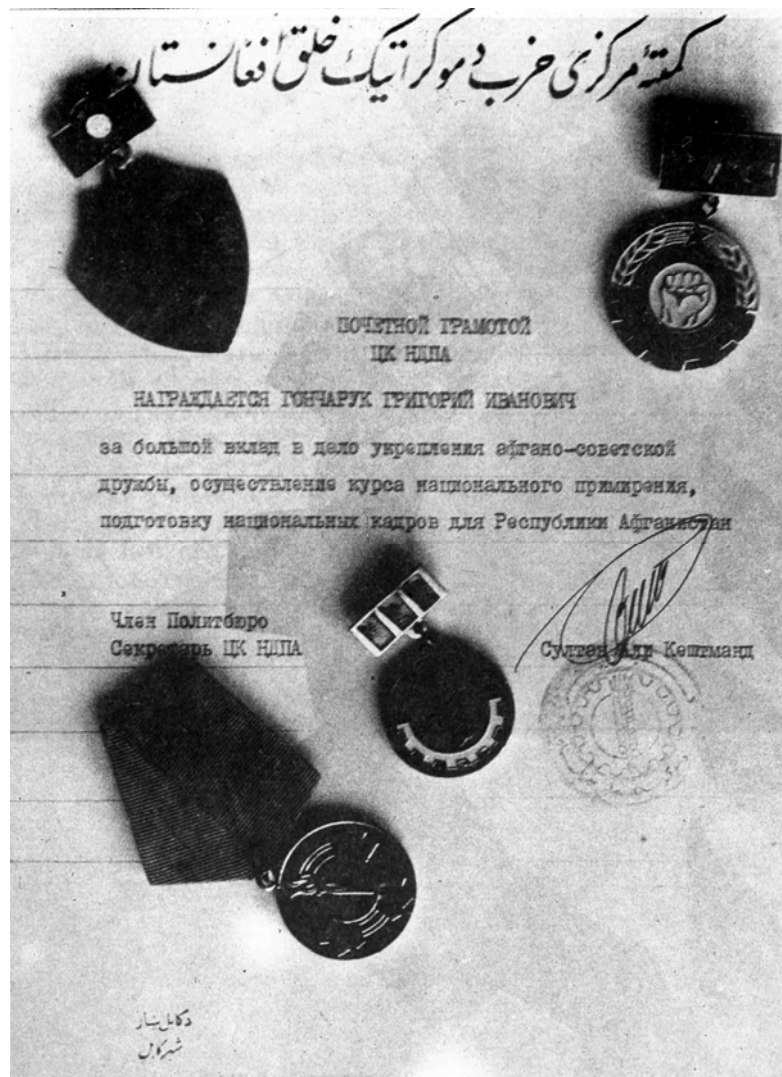 کمیتهٔ مرکزی حزب دموکراتیک خلق افغانستان
ПОЧЕТНОЙ ГРАМОТОЙ
ЦК НДПА
НАГРАЖДАЕТСЯ ГОНЧАРУК ГРИГОРИЙ ИВАНОВИЧ
за большой вклад в дело укрепления афгано-советской
дружбы, осуществление курса национального примирения,
подготовку национальных кадров для Республики Афганистан
Член Политбюро
Секретарь ЦК НДПА
Султан Али Кештманд
د کابل ښار
شهر کابل